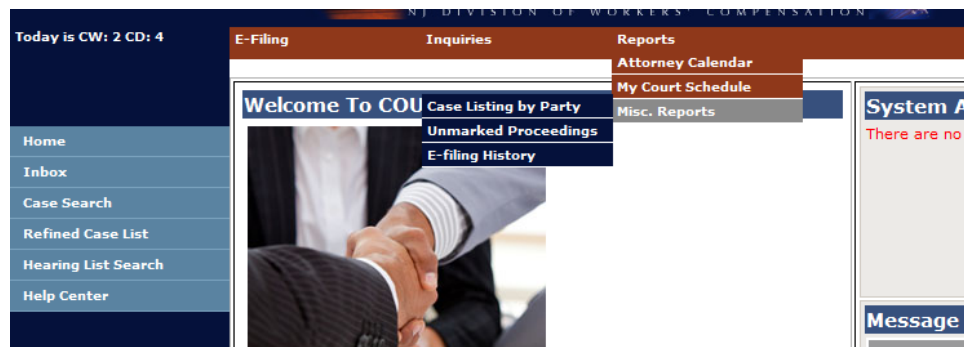 NJ DIVISION OF WORKERS' COMPENSATION
Today is CW: 2 CD: 4
E-Filing
Inquiries
Reports
Attorney Calendar
My Court Schedule
Misc. Reports
Case Listing by Party
Unmarked Proceedings
E-filing History
Welcome To COU
Home
Inbox
Case Search
Refined Case List
Hearing List Search
Help Center
System A
There are no
Message